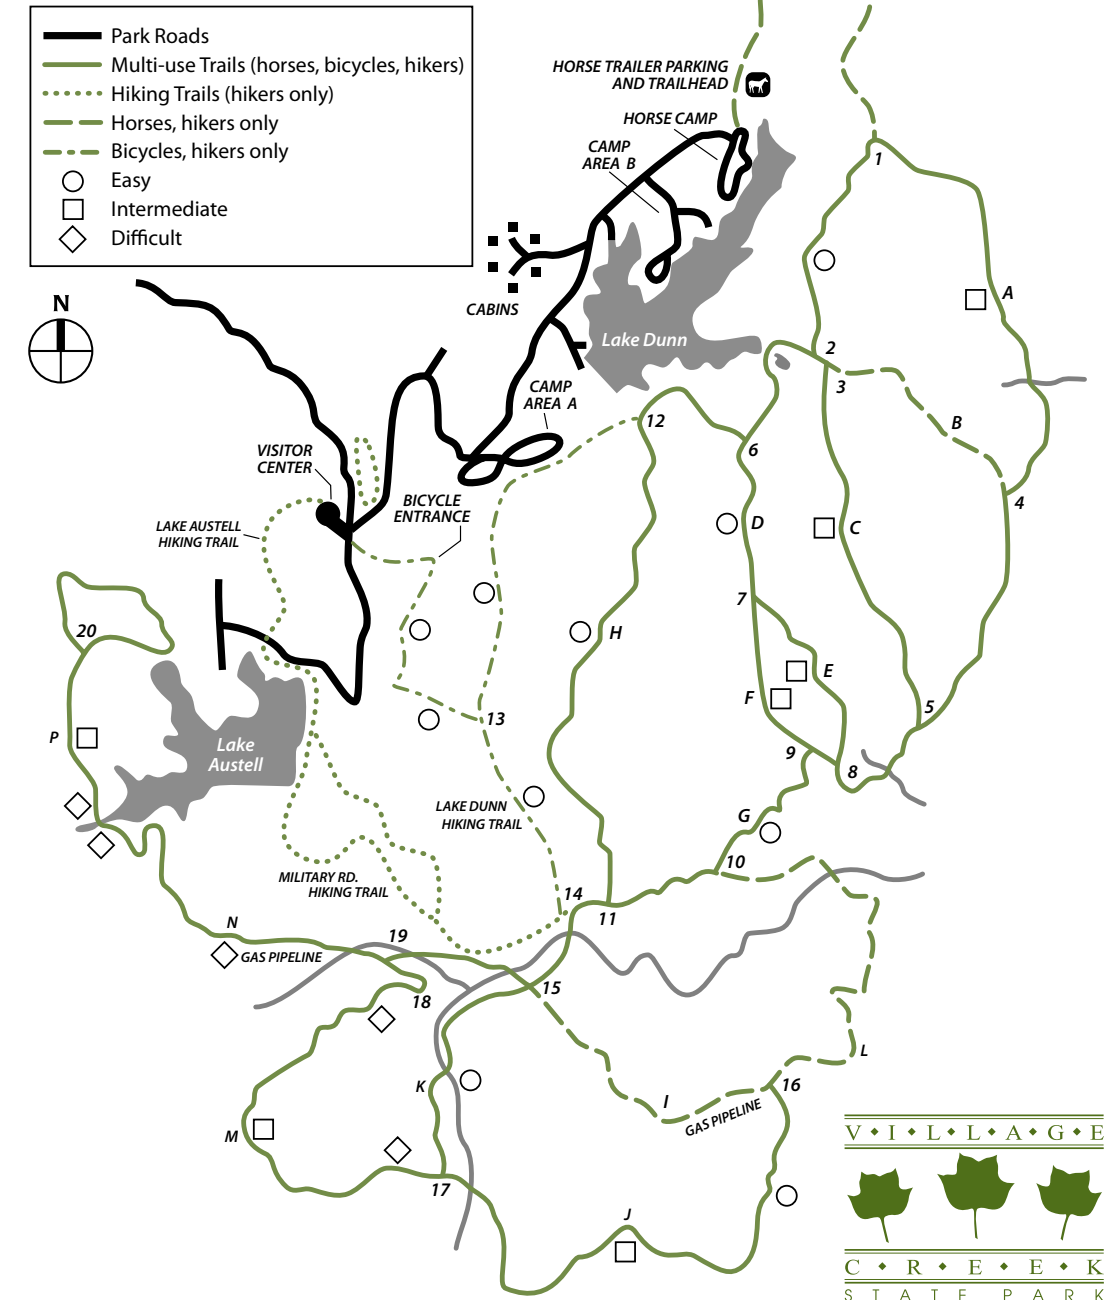 Park Roads
Multi-use Trails (horses, bicycles, hikers)
Hiking Trails (hikers only)
Horses, hikers only
Bicycles, hikers only
Easy
Intermediate
Difficult
N
HORSE TRAILER PARKING
AND TRAILHEAD
HORSE CAMP
CAMP
AREA B
CABINS
Lake Dunn
CAMP
AREA A
VISITOR
CENTER
BICYCLE
ENTRANCE
LAKE AUSTELL
HIKING TRAIL
1
A
2
3
B
12
6
4
D
C
7
H
20
E
F
5
P
Lake
Austell
13
9
8
LAKE DUNN
HIKING TRAIL
G
10
MILITARY RD.
HIKING TRAIL
14
11
N
GAS PIPELINE
19
18
15
L
K
16
I
GAS PIPELINE
M
17
J
V • I • L • L • A • G • E
C • R • E • E • K
S T A T E P A R K